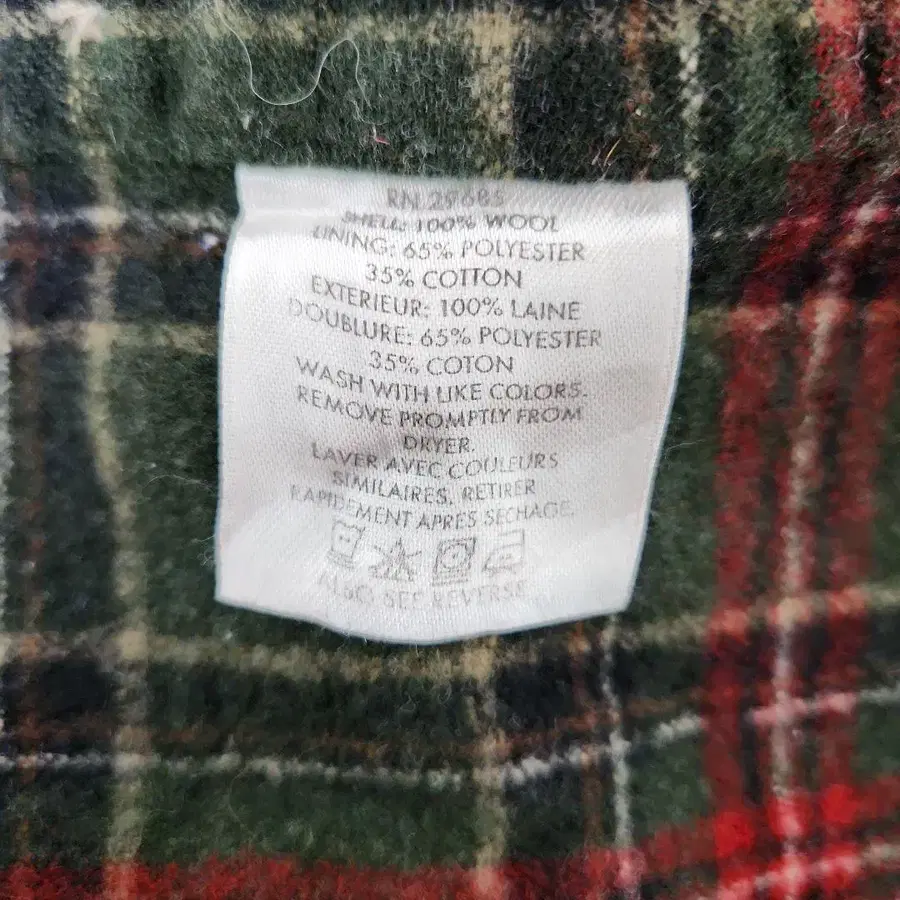 RN 29685
SHELL: 100% WOOL
LINING: 65% POLYESTER
35% COTTON
EXTERIEUR: 100% LAINE
DOUBLURE: 65% POLYESTER
35% COTON
WASH WITH LIKE COLORS.
REMOVE PROMPTLY FROM
DRYER.
LAVER AVEC COULEURS
SIMILAIRES, RETIRER
RAPIDEMENT APRES SECHAGE.
ALSO SEE REVERSE